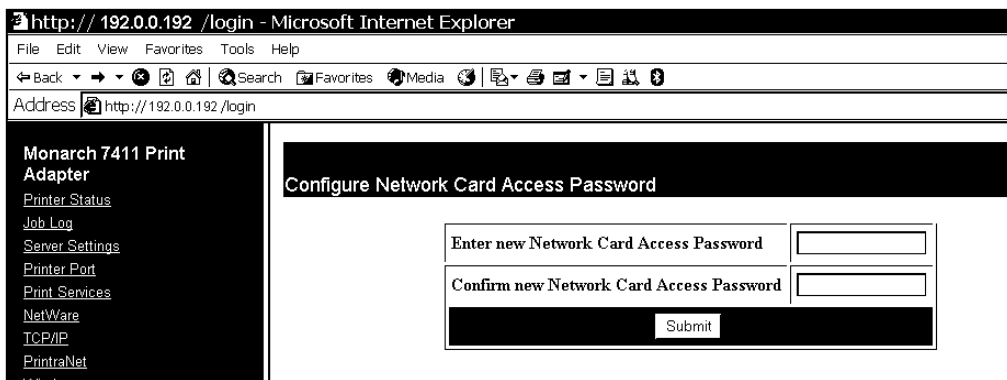 http:// 192.0.0.192 /login - Microsoft Internet Explorer
File Edit View Favorites Tools Help
Back Search Favorites Media
Address http://192.0.0.192/login
Monarch 7411 Print
Adapter
Printer Status
Job Log
Server Settings
Printer Port
Print Services
NetWare
TCP/IP
PrintraNet
Configure Network Card Access Password
Enter new Network Card Access Password
Confirm new Network Card Access Password
Submit